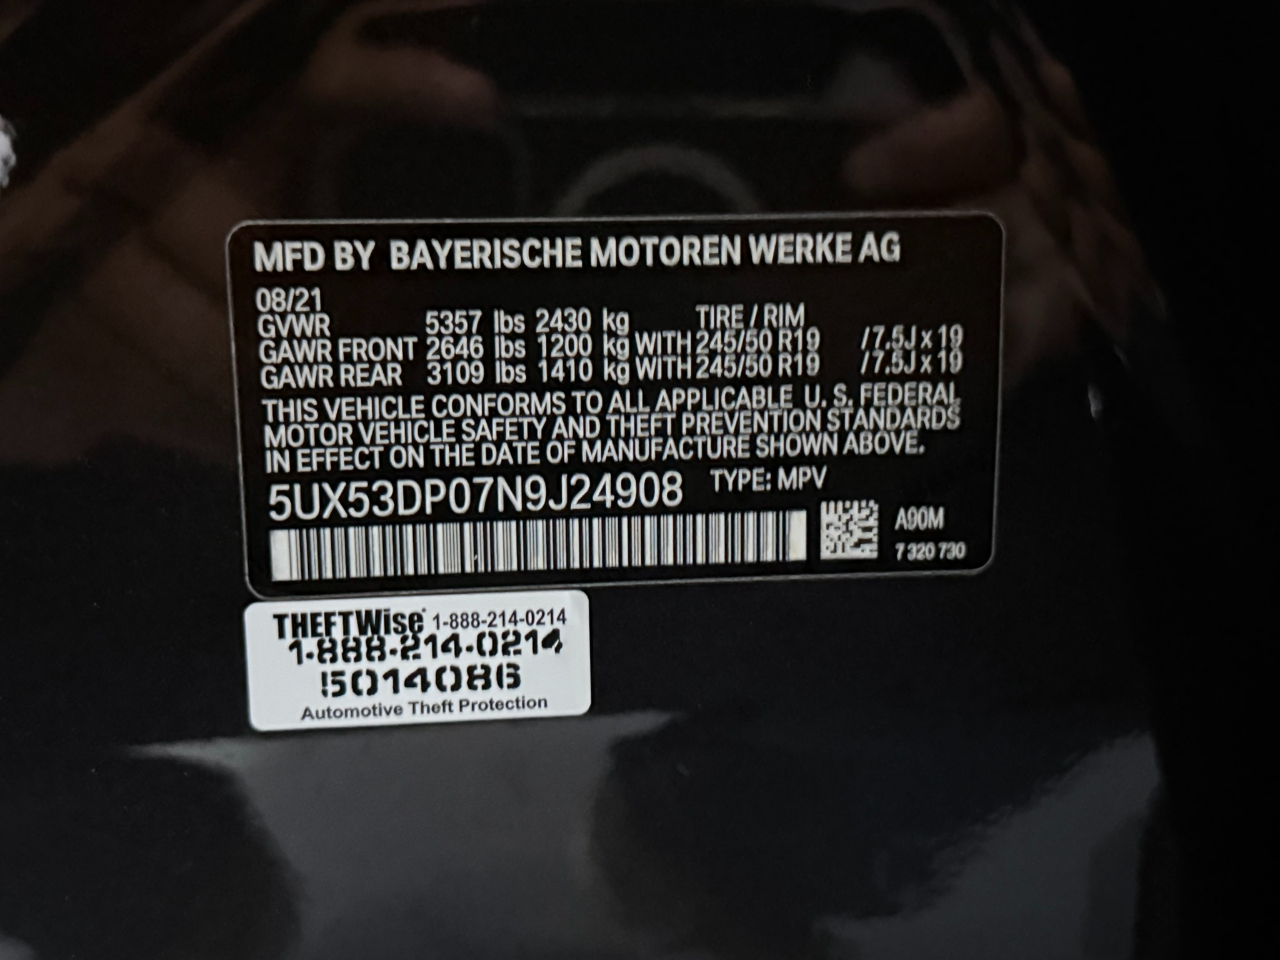 MFD BY BAYERISCHE MOTOREN WERKE AG
08/21
GVWR 5357 lbs 2430 kg TIRE / RIM
GAWR FRONT 2646 lbs 1200 kg WITH 245/50 R19 /7.5J x 19
GAWR REAR 3109 lbs 1410 kg WITH 245/50 R19 /7.5J x 19
THIS VEHICLE CONFORMS TO ALL APPLICABLE U. S. FEDERAL
MOTOR VEHICLE SAFETY AND THEFT PREVENTION STANDARDS
IN EFFECT ON THE DATE OF MANUFACTURE SHOWN ABOVE.
5UX53DP07N9J24908 TYPE: MPV
A90M
7 320 730
THEFTWise 1-888-214-0214
1-888-214-0214
5014086
Automotive Theft Protection